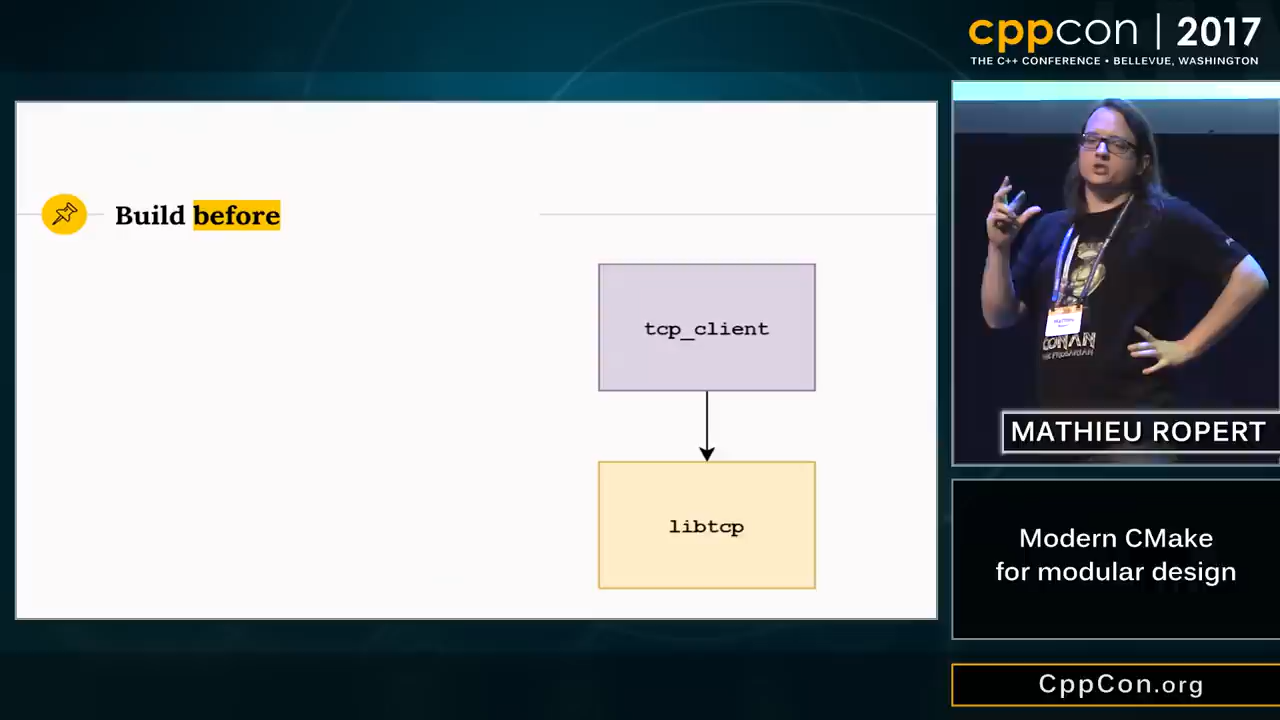 cppcon | 2017
THE C++ CONFERENCE • BELLEVUE, WASHINGTON
Build before
tcp_client
libtcp
CONAN
MATHIEU ROPERT
Modern CMake
for modular design
CppCon.org